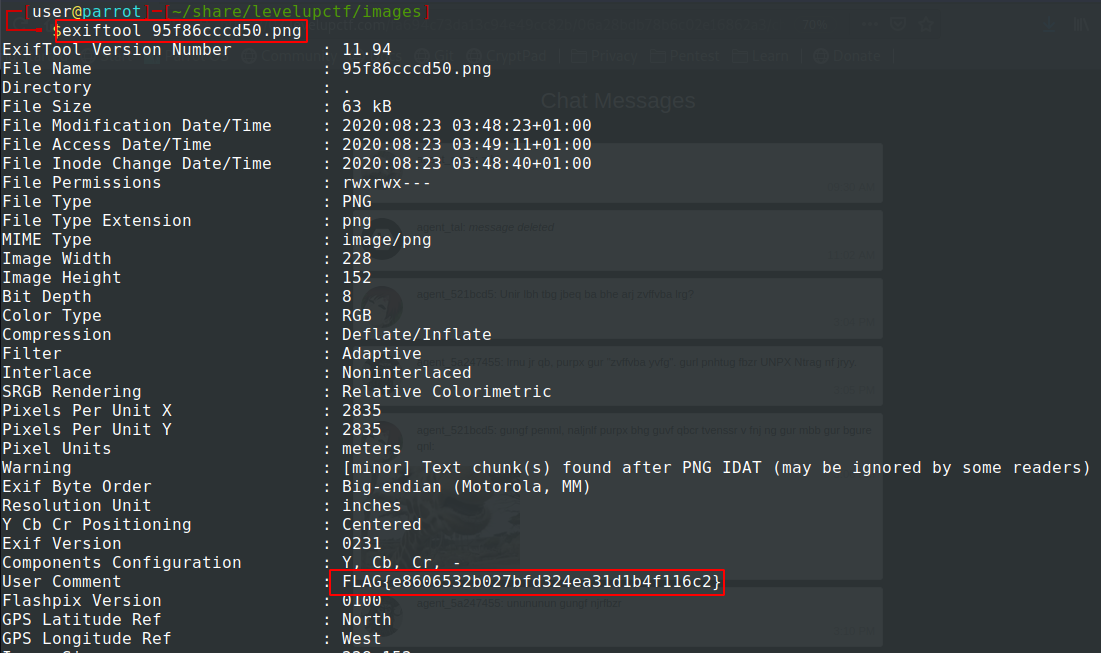 [user@parrot]─[~/share/levelupctf/images]
$exiftool 95f86cccd50.png
ExifTool Version Number : 11.94
File Name : 95f86cccd50.png
Directory : .
File Size : 63 kB
File Modification Date/Time : 2020:08:23 03:48:23+01:00
File Access Date/Time : 2020:08:23 03:49:11+01:00
File Inode Change Date/Time : 2020:08:23 03:48:40+01:00
File Permissions : rwxrwx---
File Type : PNG
File Type Extension : png
MIME Type : image/png
Image Width : 228
Image Height : 152
Bit Depth : 8
Color Type : RGB
Compression : Deflate/Inflate
Filter : Adaptive
Interlace : Noninterlaced
SRGB Rendering : Relative Colorimetric
Pixels Per Unit X : 2835
Pixels Per Unit Y : 2835
Pixel Units : meters
Warning : [minor] Text chunk(s) found after PNG IDAT (may be ignored by some readers)
Exif Byte Order : Big-endian (Motorola, MM)
Resolution Unit : inches
Y Cb Cr Positioning : Centered
Exif Version : 0231
Components Configuration : Y, Cb, Cr, -
User Comment : FLAG{e8606532b027bfd324ea31d1b4f116c2}
Flashpix Version : 0100
GPS Latitude Ref : North
GPS Longitude Ref : West
Chat Messages
agent_tar: message deleted